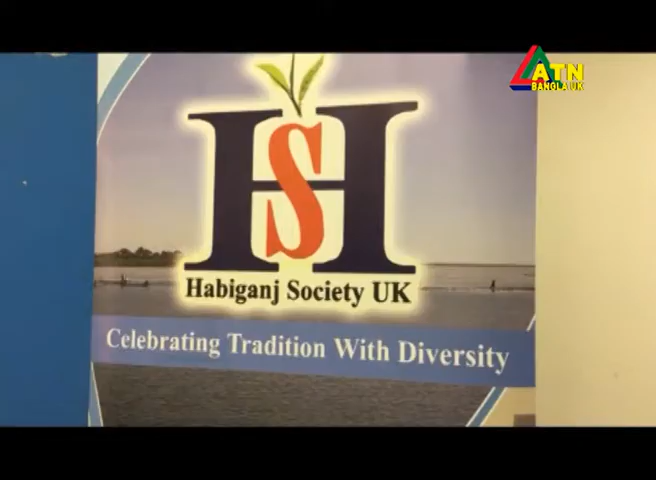 ATN
BANGLA UK
HS
Habiganj Society UK
Celebrating Tradition With Diversity